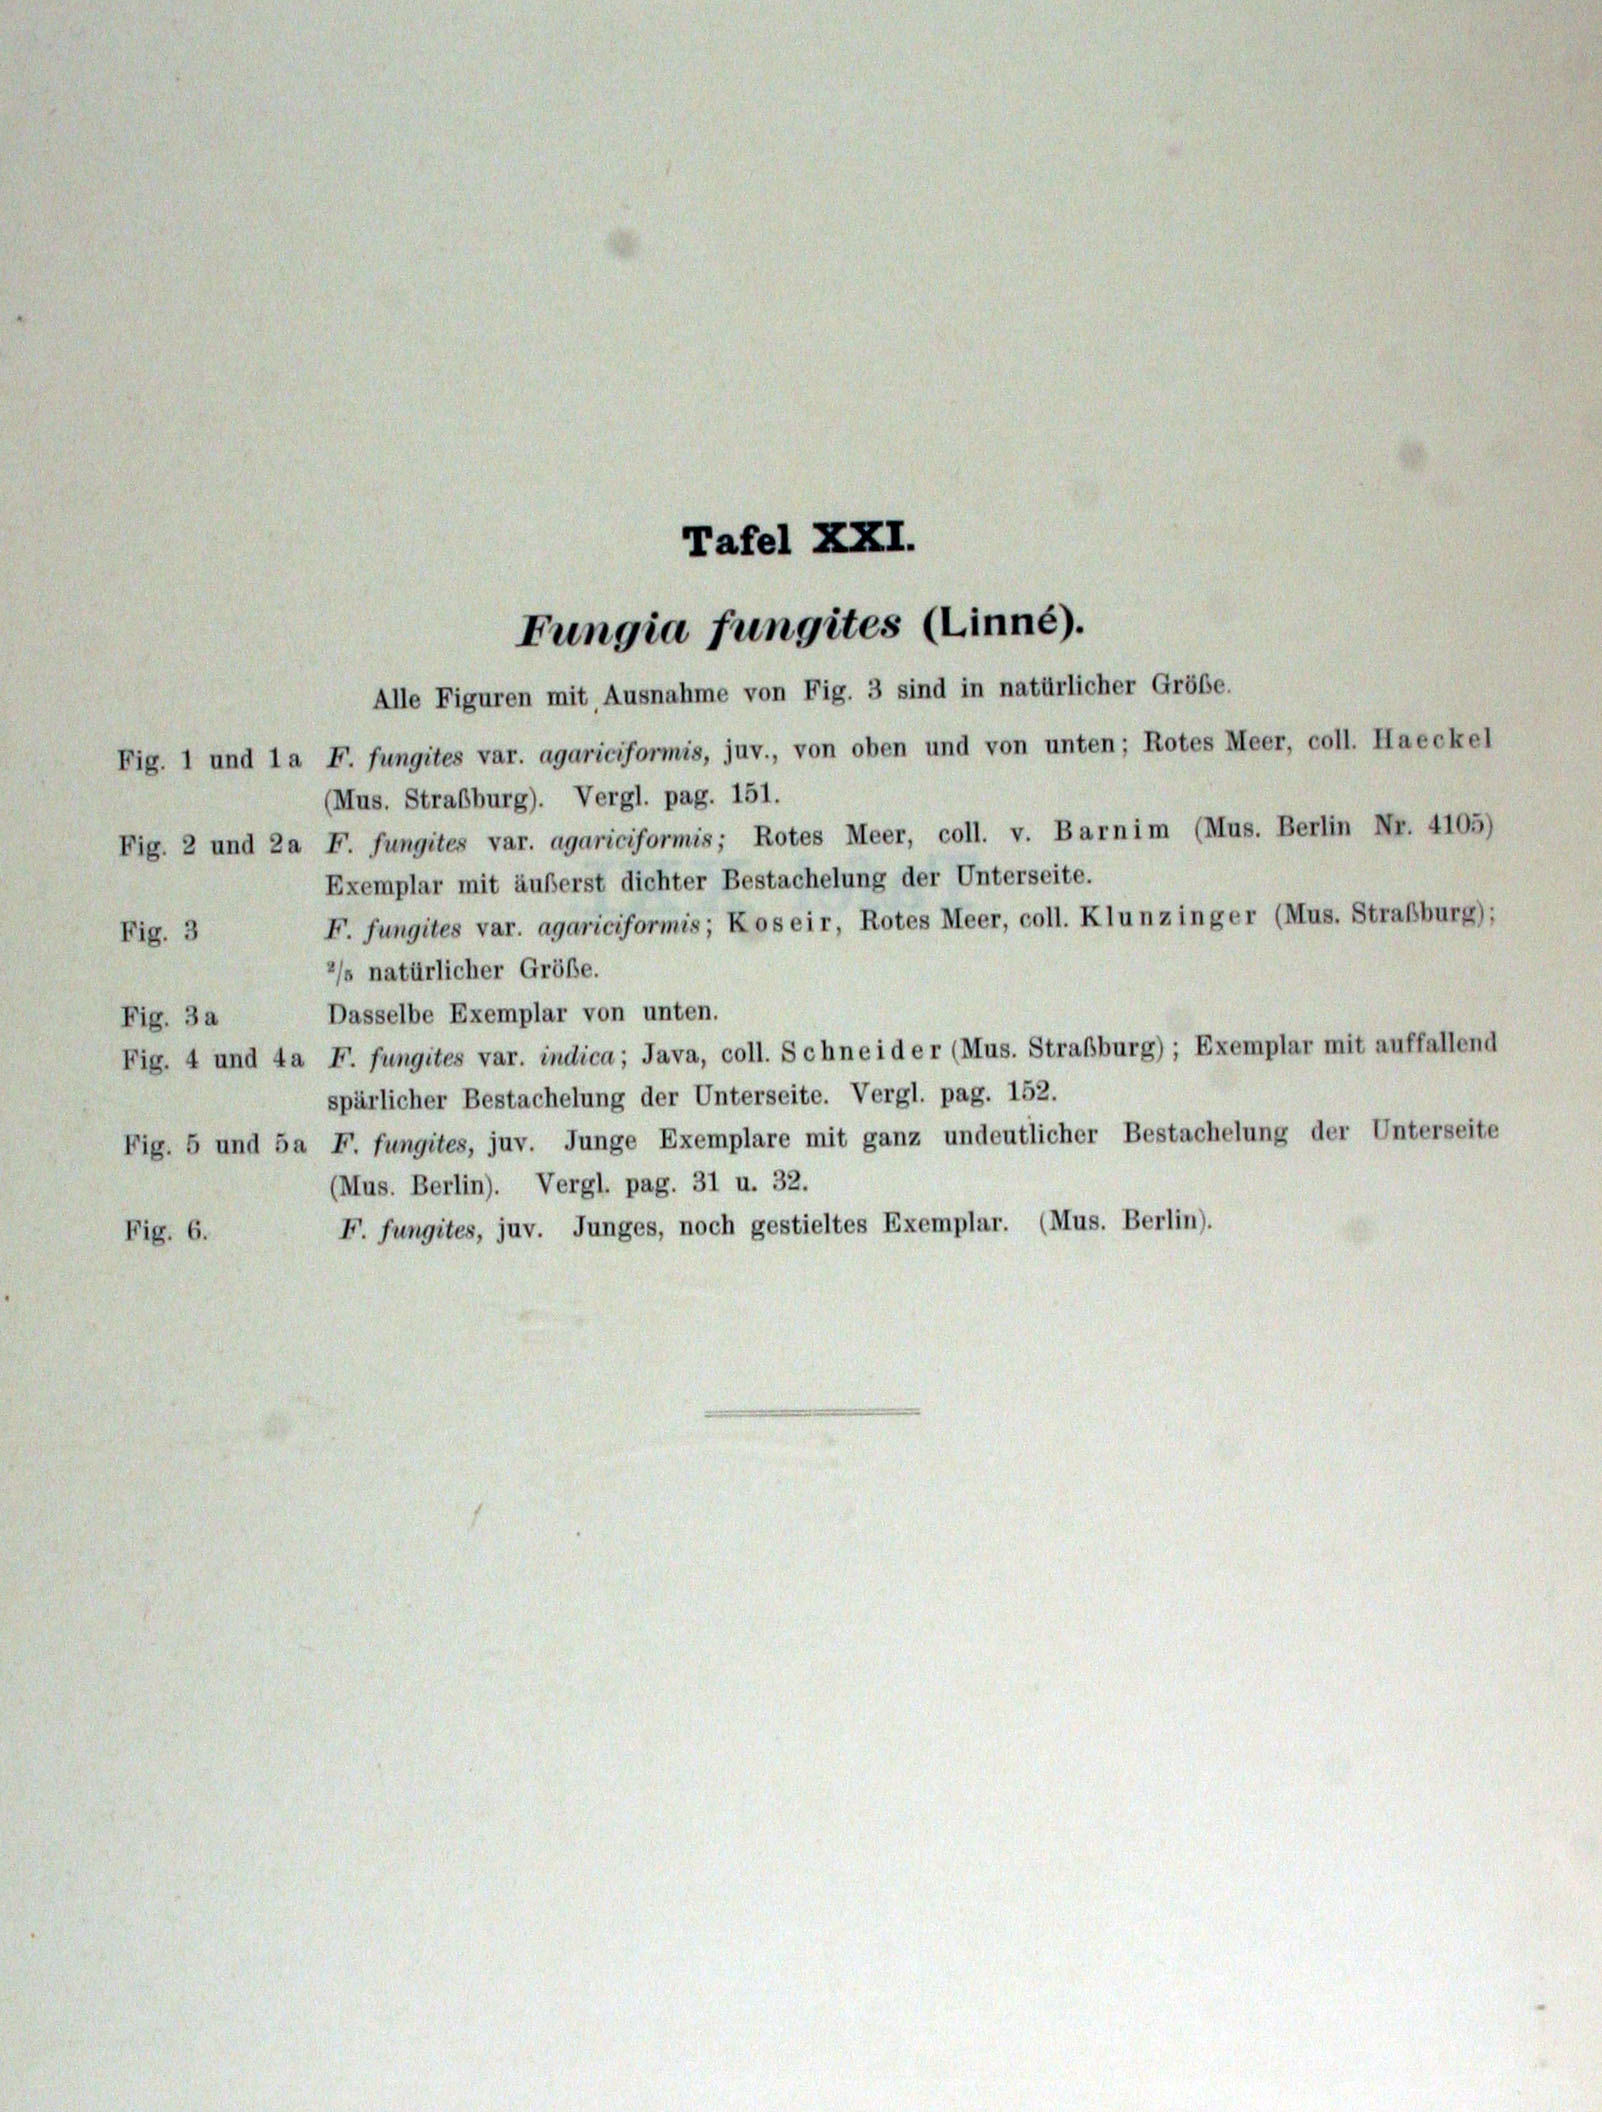 Tafel XXI.
Fungia fungites (Linné).
Alle Figuren mit Ausnahme von Fig. 3 sind in natürlicher Größe.
Fig. 1 und 1a F. fungites var. agariciformis, juv., von oben und von unten; Rotes Meer, coll. Haeckel
(Mus. Straßburg). Vergl. pag. 151.
Fig. 2 und 2a F. fungites var. agariciformis; Rotes Meer, coll. v. Barnim (Mus. Berlin Nr. 4105)
Exemplar mit äußerst dichter Bestachelung der Unterseite.
Fig. 3 F. fungites var. agariciformis; Koseir, Rotes Meer, coll. Klunzinger (Mus. Straßburg);
natürlicher Größe.
Fig. 3a Dasselbe Exemplar von unten.
Fig. 4 und 4a F. fungites var. indica; Java, coll. Schneider (Mus. Straßburg); Exemplar mit auffallend
spärlicher Bestachelung der Unterseite. Vergl. pag. 152.
Fig. 5 und 5a F. fungites, juv. Junge Exemplare mit ganz undeutlicher Bestachelung der Unterseite
(Mus. Berlin). Vergl. pag. 31 u. 32.
Fig. 6. F. fungites, juv. Junges, noch gestieltes Exemplar. (Mus. Berlin).